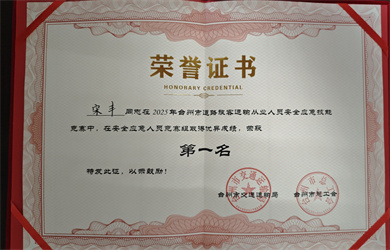 荣誉证书
HONORARY CREDENTIAL
宋丰 同志在2025年台州市道路旅客运输从业人员安全应急技能
竞赛中，在安全应急人员竞赛组取得优异成绩，荣获
第一名
特发此证，以资鼓励！
台州市交通运输局 台州市总工会